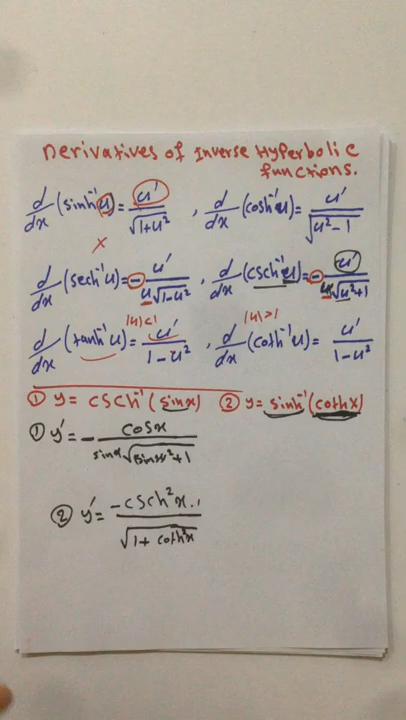 Derivatives of Inverse Hyperbolic functions.
d/dx (sinh⁻¹u) = u'/√(1+u²) , d/dx (cosh⁻¹u) = u'/√(u²-1)
x
d/dx (sech⁻¹u) = - u'/(u√(1-u²)) , d/dx (csch⁻¹u) = - u'/(u√(u²+1))
|u|<1 |u|>1
d/dx (tanh⁻¹u) = u'/(1-u²) , d/dx (coth⁻¹u) = u'/(1-u²)
① y = csch⁻¹(sinx) ② y = sinh⁻¹(cothx)
① y' = - cosx/(sinx√(sinx²+1))
② y' = -csch²x.1/√(1+coth²x)